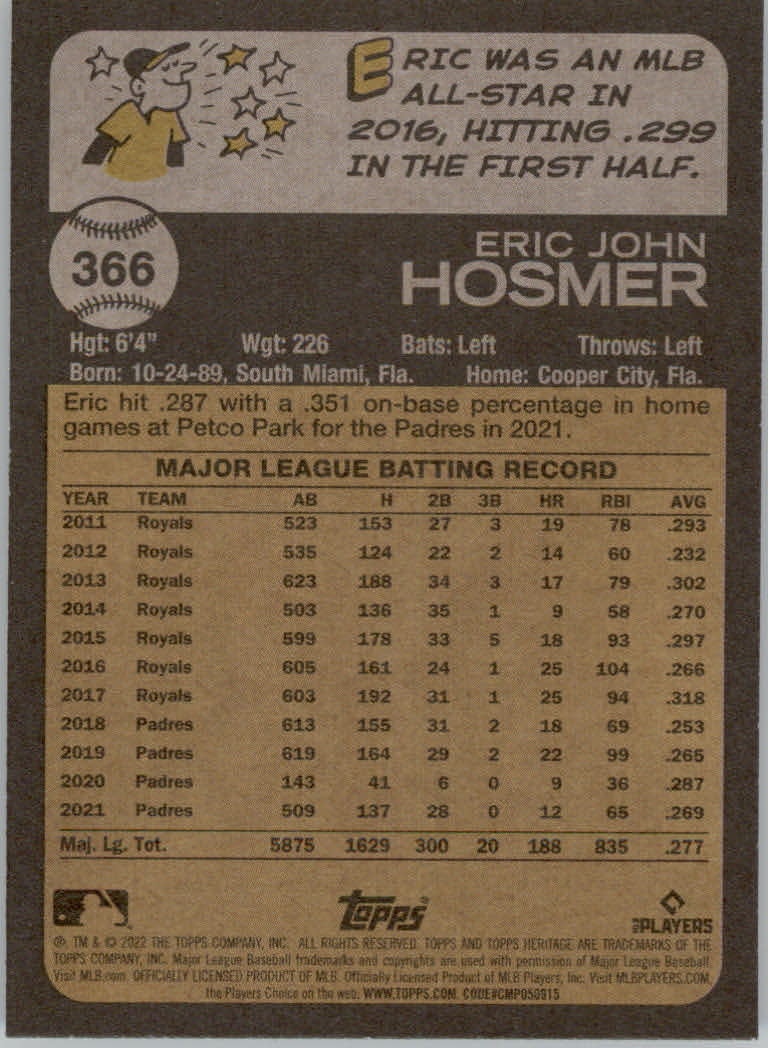 ERIC WAS AN MLB
ALL-STAR IN
2016, HITTING .299
IN THE FIRST HALF.
366
ERIC JOHN
HOSMER
Hgt: 6'4" Wgt: 226 Bats: Left Throws: Left
Born: 10-24-89, South Miami, Fla. Home: Cooper City, Fla.
Eric hit .287 with a .351 on-base percentage in home
games at Petco Park for the Padres in 2021.
MAJOR LEAGUE BATTING RECORD
YEAR TEAM AB H 2B 3B HR RBI AVG
2011 Royals 523 153 27 3 19 78 .293
2012 Royals 535 124 22 2 14 60 .232
2013 Royals 623 188 34 3 17 79 .302
2014 Royals 503 136 35 1 9 58 .270
2015 Royals 599 178 33 5 18 93 .297
2016 Royals 605 161 24 1 25 104 .266
2017 Royals 603 192 31 1 25 94 .318
2018 Padres 613 155 31 2 18 69 .253
2019 Padres 619 164 29 2 22 99 .265
2020 Padres 143 41 6 0 9 36 .287
2021 Padres 509 137 28 0 12 65 .269
Maj. Lg. Tot. 5875 1629 300 20 188 835 .277
topps
MLBPLAYERS
®, TM & © 2022 THE TOPPS COMPANY, INC. ALL RIGHTS RESERVED. TOPPS AND TOPPS HERITAGE ARE TRADEMARKS OF THE
TOPPS COMPANY, INC. Major League Baseball trademarks and copyrights are used with permission of Major League Baseball.
Visit MLB.com. OFFICIALLY LICENSED PRODUCT OF MLB. Officially Licensed Product of MLB Players, Inc. Visit MLBPLAYERS.COM,
the Players Choice on the web. WWW.TOPPS.COM. CODE#CMP050915